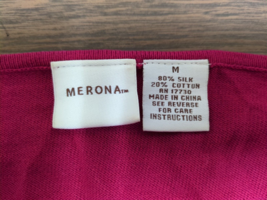 MERONA™
M
80% SILK
20% COTTON
RN 17730
MADE IN CHINA
SEE REVERSE
FOR CARE
INSTRUCTIONS